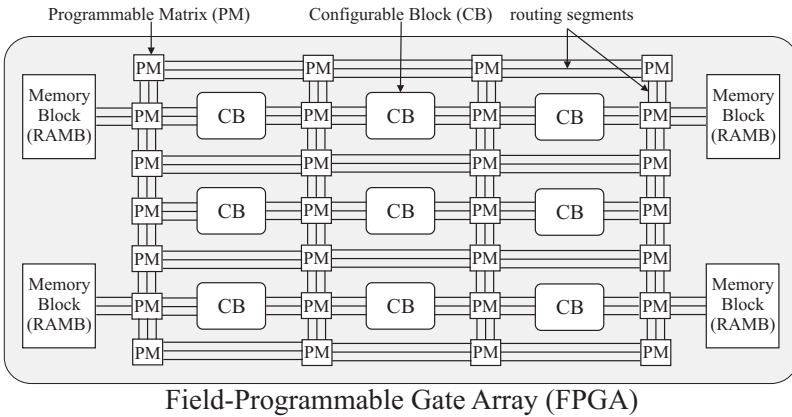 Programmable Matrix (PM)
Configurable Block (CB)
routing segments
PM PM PM PM
Memory
Block
(RAMB)
PM CB PM CB PM CB PM
Memory
Block
(RAMB)
PM PM PM PM
PM CB PM CB PM CB PM
PM PM PM PM
Memory
Block
(RAMB)
PM CB PM CB PM CB PM
Memory
Block
(RAMB)
PM PM PM PM
Field-Programmable Gate Array (FPGA)